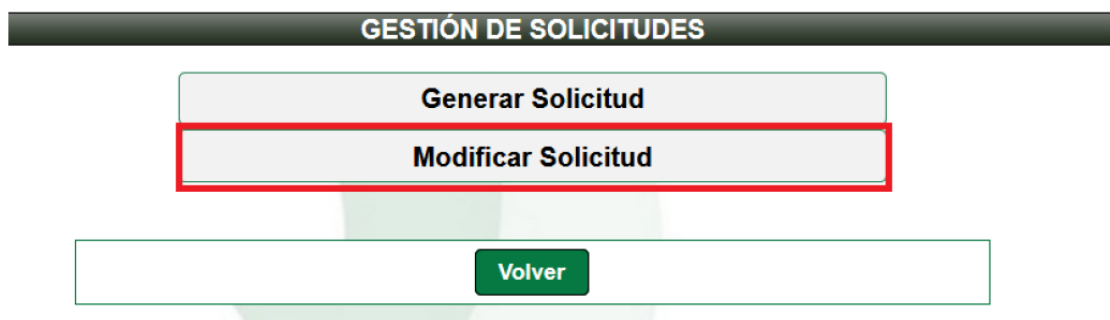 GESTIÓN DE SOLICITUDES
Generar Solicitud
Modificar Solicitud
Volver